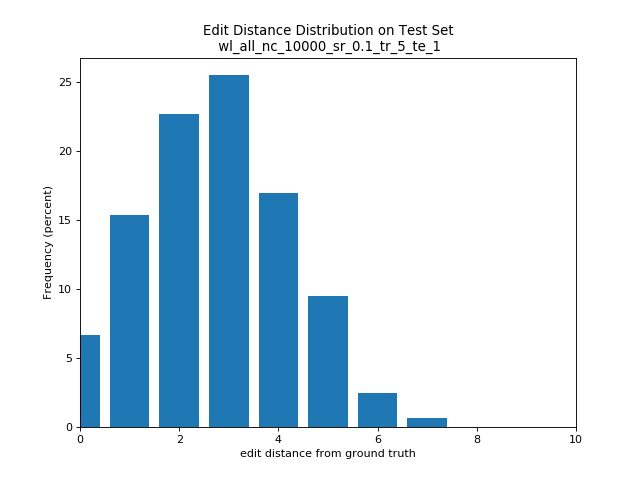 Edit Distance Distribution on Test Set
wl_all_nc_10000_sr_0.1_tr_5_te_1
Frequency (percent)
25
20
15
10
5
0
0 2 4 6 8 10
edit distance from ground truth